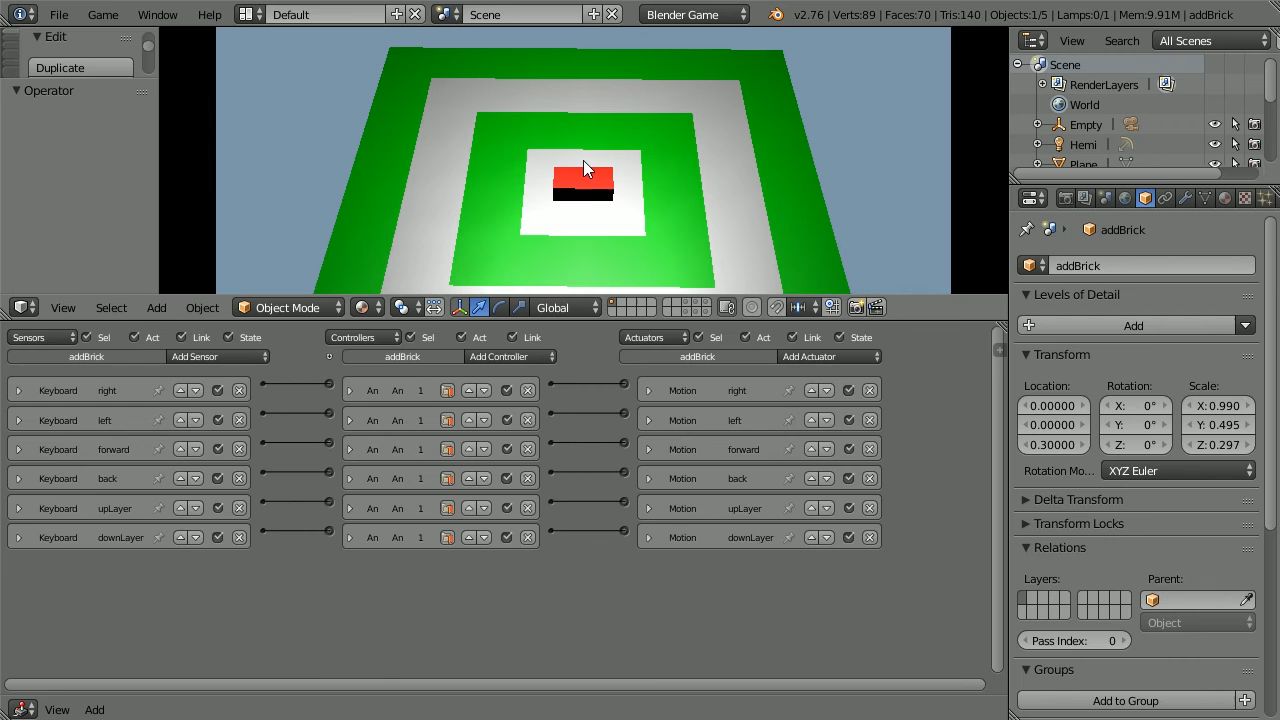 File Game Window Help Default Scene Blender Game v2.76 | Verts:89 | Faces:70 | Tris:140 | Objects:1/5 | Lamps:0/1 | Mem:9.91M | addBrick
Edit
Duplicate
Operator
View Search All Scenes
Scene
RenderLayers
World
Empty
Hemi
Plane
addBrick
addBrick
Levels of Detail
Add
Transform
Location: Rotation: Scale:
0.00000 X: 0° X: 0.990
0.00000 Y: 0° Y: 0.495
0.30000 Z: 0° Z: 0.297
Rotation Mo... XYZ Euler
Delta Transform
Transform Locks
Relations
Layers: Parent:
Object
Pass Index: 0
Groups
Add to Group
View Select Add Object Object Mode Global
Sensors Sel Act Link State Controllers Sel Act Link Actuators Sel Act Link State
addBrick Add Sensor addBrick Add Controller addBrick Add Actuator
Keyboard right An An 1 Motion right
Keyboard left An An 1 Motion left
Keyboard forward An An 1 Motion forward
Keyboard back An An 1 Motion back
Keyboard upLayer An An 1 Motion upLayer
Keyboard downLayer An An 1 Motion downLayer
View Add